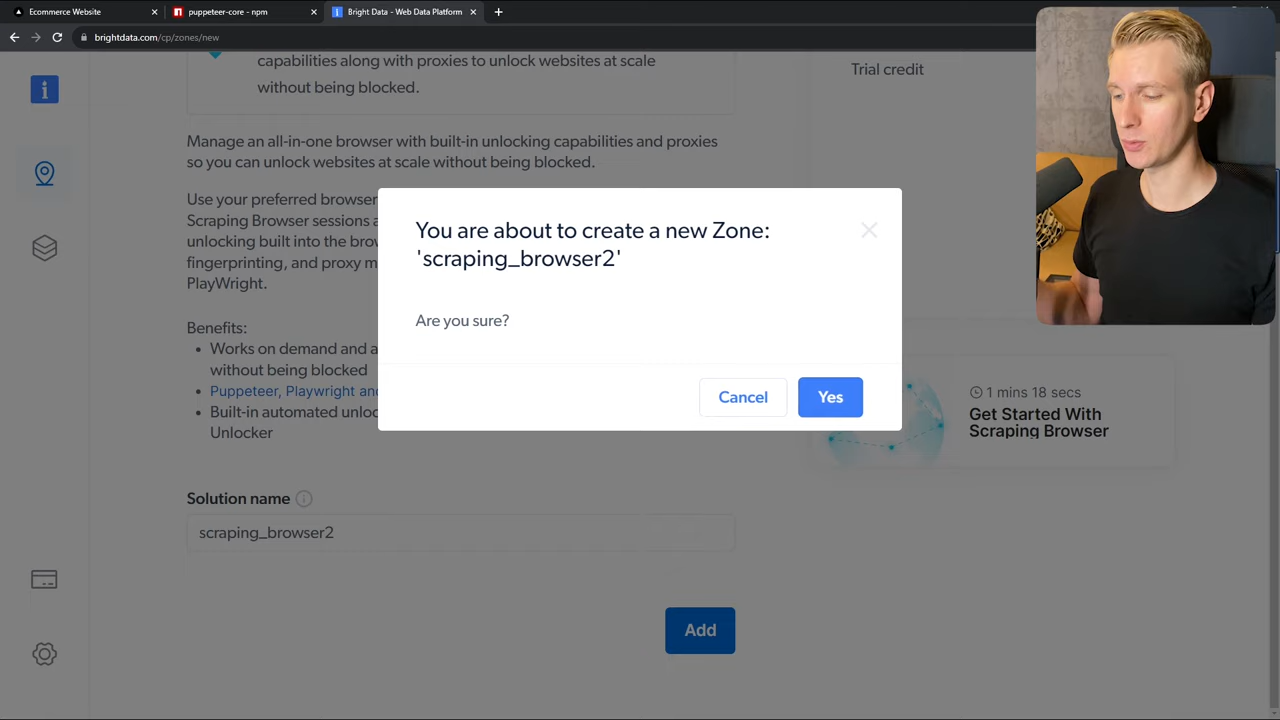 Ecommerce Website
puppeteer-core - npm
Bright Data - Web Data Platform
brightdata.com/cp/zones/new
capabilities along with proxies to unlock websites at scale
without being blocked.
Trial credit
Manage an all-in-one browser with built-in unlocking capabilities and proxies
so you can unlock websites at scale without being blocked.
Use your preferred browser
Scraping Browser sessions a
unlocking built into the brow
fingerprinting, and proxy m
PlayWright.
Benefits:
Works on demand and a
without being blocked
Puppeteer, Playwright and
Built-in automated unloc
Unlocker
You are about to create a new Zone:
'scraping_browser2'
Are you sure?
Cancel
Yes
1 mins 18 secs
Get Started With
Scraping Browser
Solution name
scraping_browser2
Add